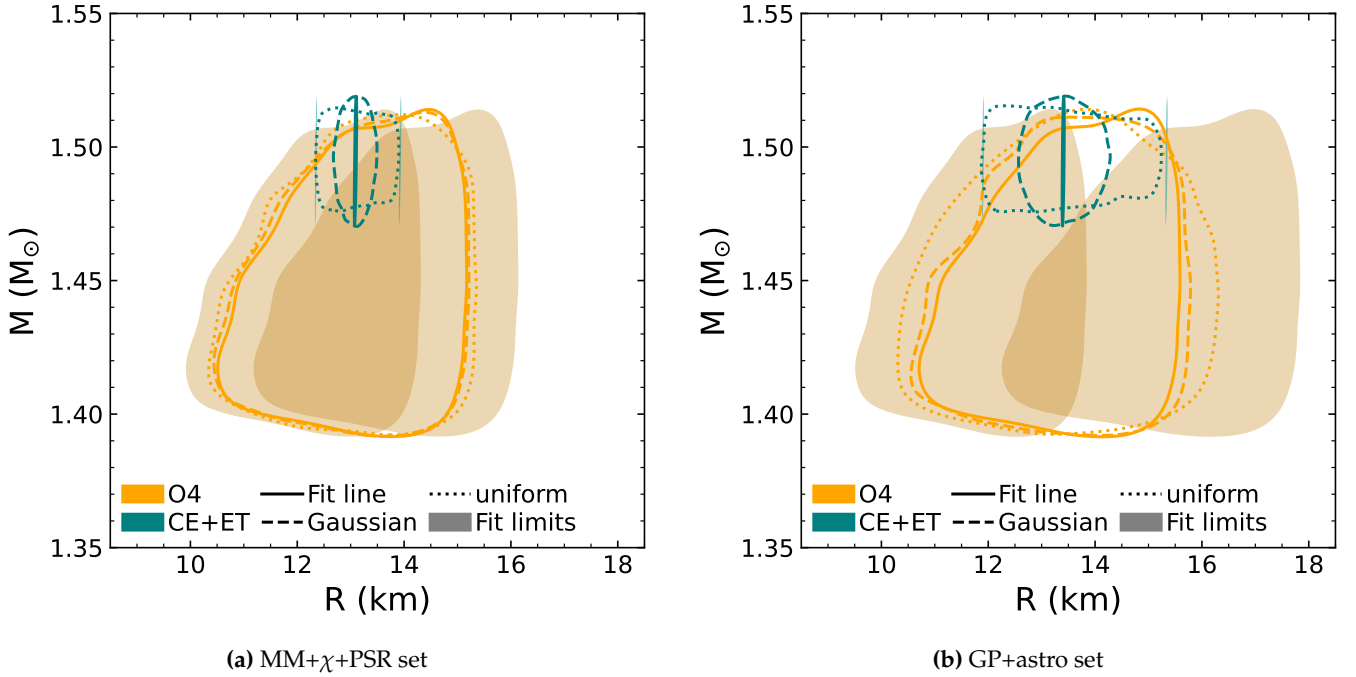 1.55
1.50
1.45
1.40
1.35
M (M⊙)
10 12 14 16 18
R (km)
O4 Fit line uniform
CE+ET Gaussian Fit limits
(a) MM+χ+PSR set
1.55
1.50
1.45
1.40
1.35
M (M⊙)
10 12 14 16 18
R (km)
O4 Fit line uniform
CE+ET Gaussian Fit limits
(b) GP+astro set